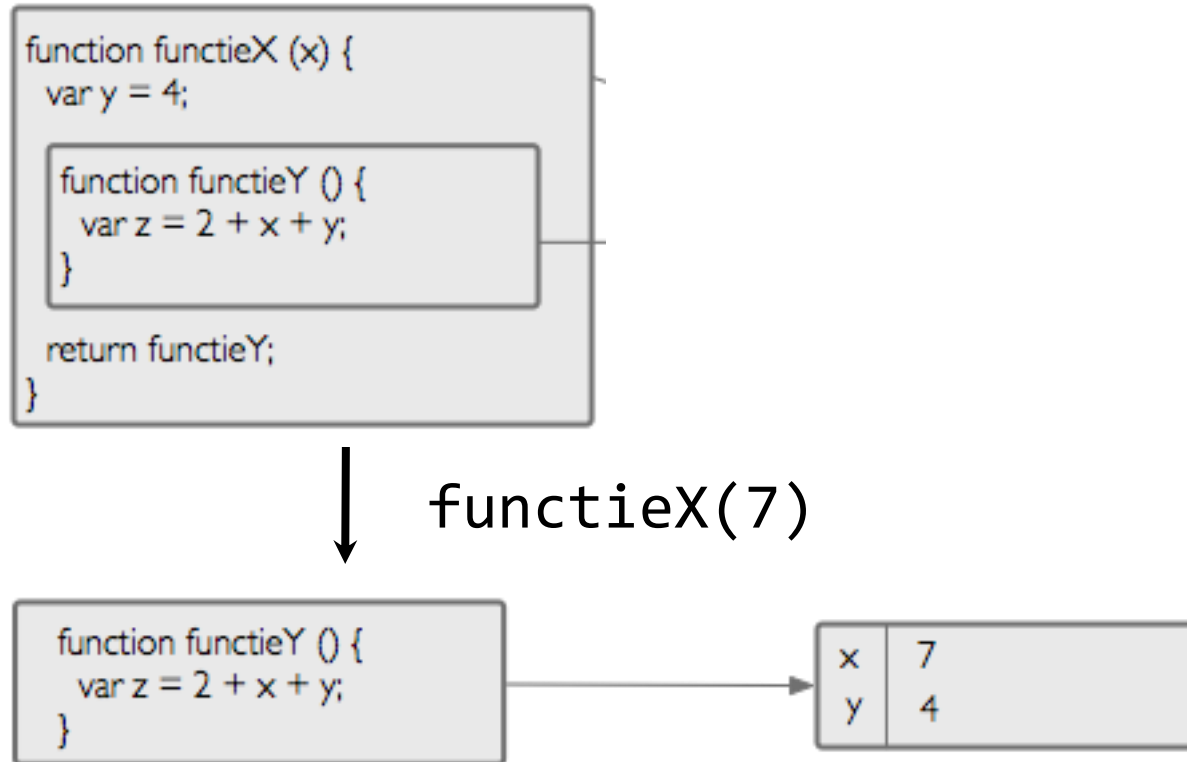 function functieX (x) {
var y = 4;
function functieY () {
var z = 2 + x + y;
}
return functieY;
}
functieX(7)
function functieY () {
var z = 2 + x + y;
}
x 7
y 4